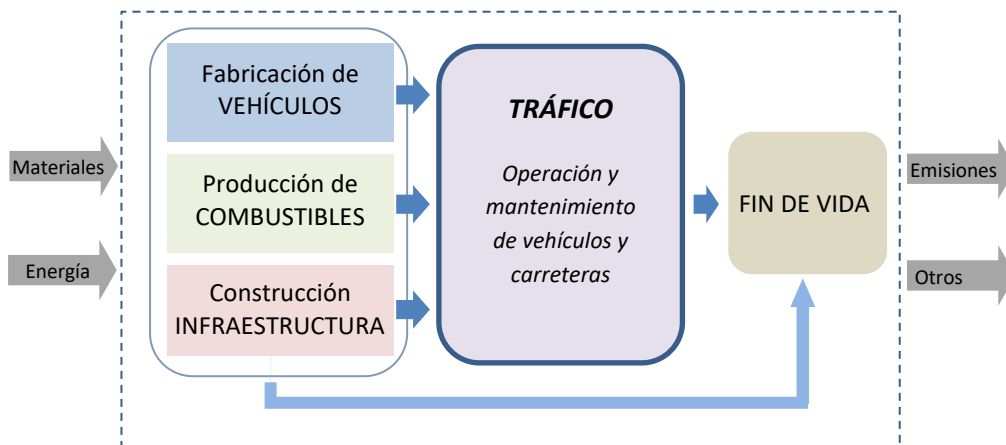 Materiales
Energía
Fabricación de
VEHÍCULOS
Producción de
COMBUSTIBLES
Construcción
INFRAESTRUCTURA
TRÁFICO
Operación y
mantenimiento
de vehículos y
carreteras
FIN DE VIDA
Emisiones
Otros